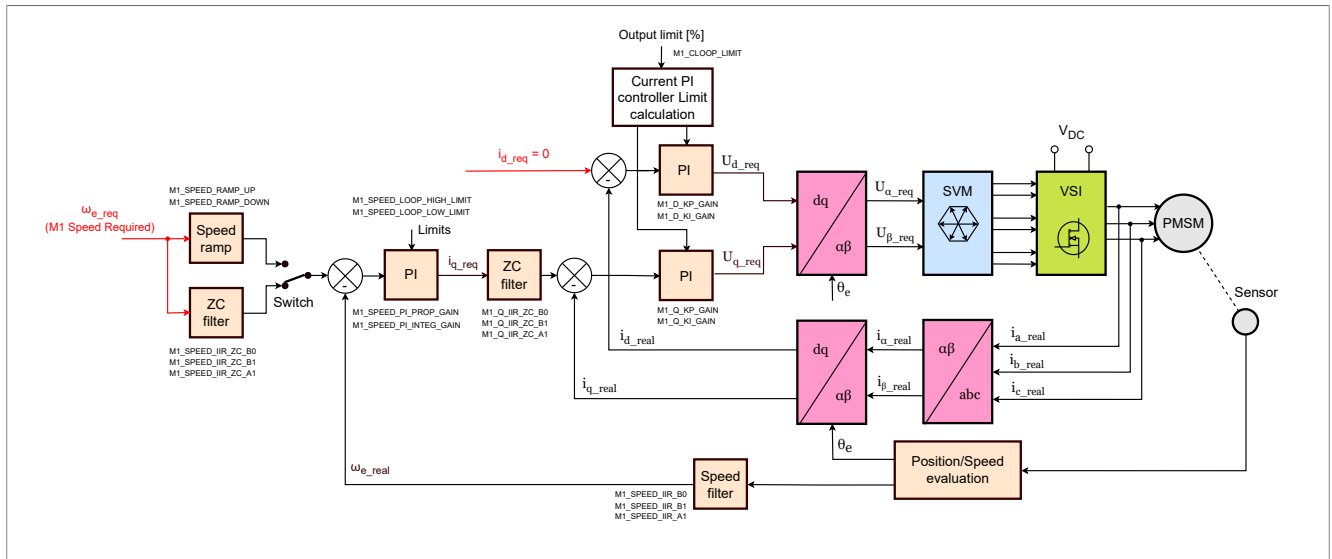 Output limit [%]
M1_CLOOP_LIMIT
Current PI
controller Limit
calculation
V_DC
i_d_req = 0
PI
U_d_req
M1_D_KP_GAIN
M1_D_KI_GAIN
dq
αβ
U_α_req
U_β_req
SVM
VSI
PMSM
M1_SPEED_RAMP_UP
M1_SPEED_RAMP_DOWN
ω_e_req
(M1 Speed Required)
Speed
ramp
M1_SPEED_LOOP_HIGH_LIMIT
M1_SPEED_LOOP_LOW_LIMIT
Limits
PI
i_q_req
ZC
filter
PI
U_q_req
θ_e
Switch
ZC
filter
M1_SPEED_PI_PROP_GAIN
M1_SPEED_PI_INTEG_GAIN
M1_Q_IIR_ZC_B0
M1_Q_IIR_ZC_B1
M1_Q_IIR_ZC_A1
M1_Q_KP_GAIN
M1_Q_KI_GAIN
Sensor
M1_SPEED_IIR_ZC_B0
M1_SPEED_IIR_ZC_B1
M1_SPEED_IIR_ZC_A1
i_d_real
i_q_real
dq
αβ
i_α_real
i_β_real
αβ
abc
i_a_real
i_b_real
i_c_real
θ_e
ω_e_real
Speed
filter
Position/Speed
evaluation
M1_SPEED_IIR_B0
M1_SPEED_IIR_B1
M1_SPEED_IIR_A1